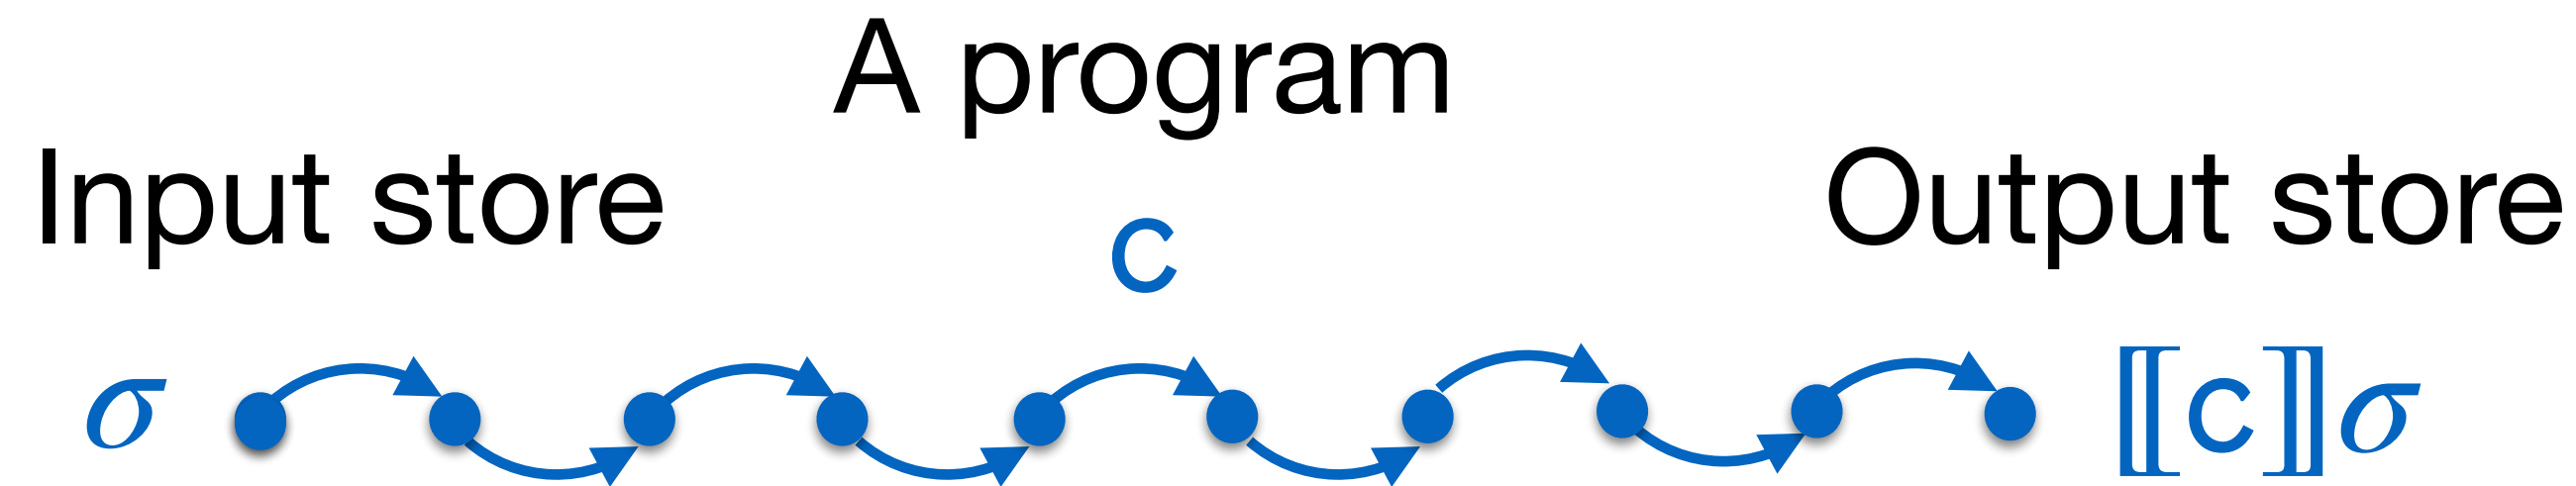 A program
Input store
Output store
c
σ
⟦c⟧σ